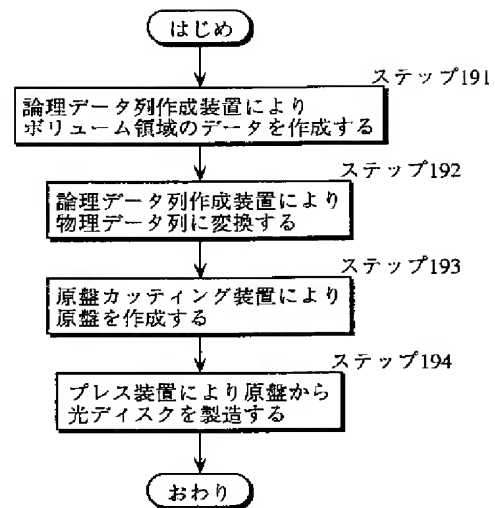 はじめ
ステップ191
論理データ列作成装置により
ボリューム領域のデータを作成する
ステップ192
論理データ列作成装置により
物理データ列に変換する
ステップ193
原盤カッティング装置により
原盤を作成する
ステップ194
プレス装置により原盤から
光ディスクを製造する
おわり